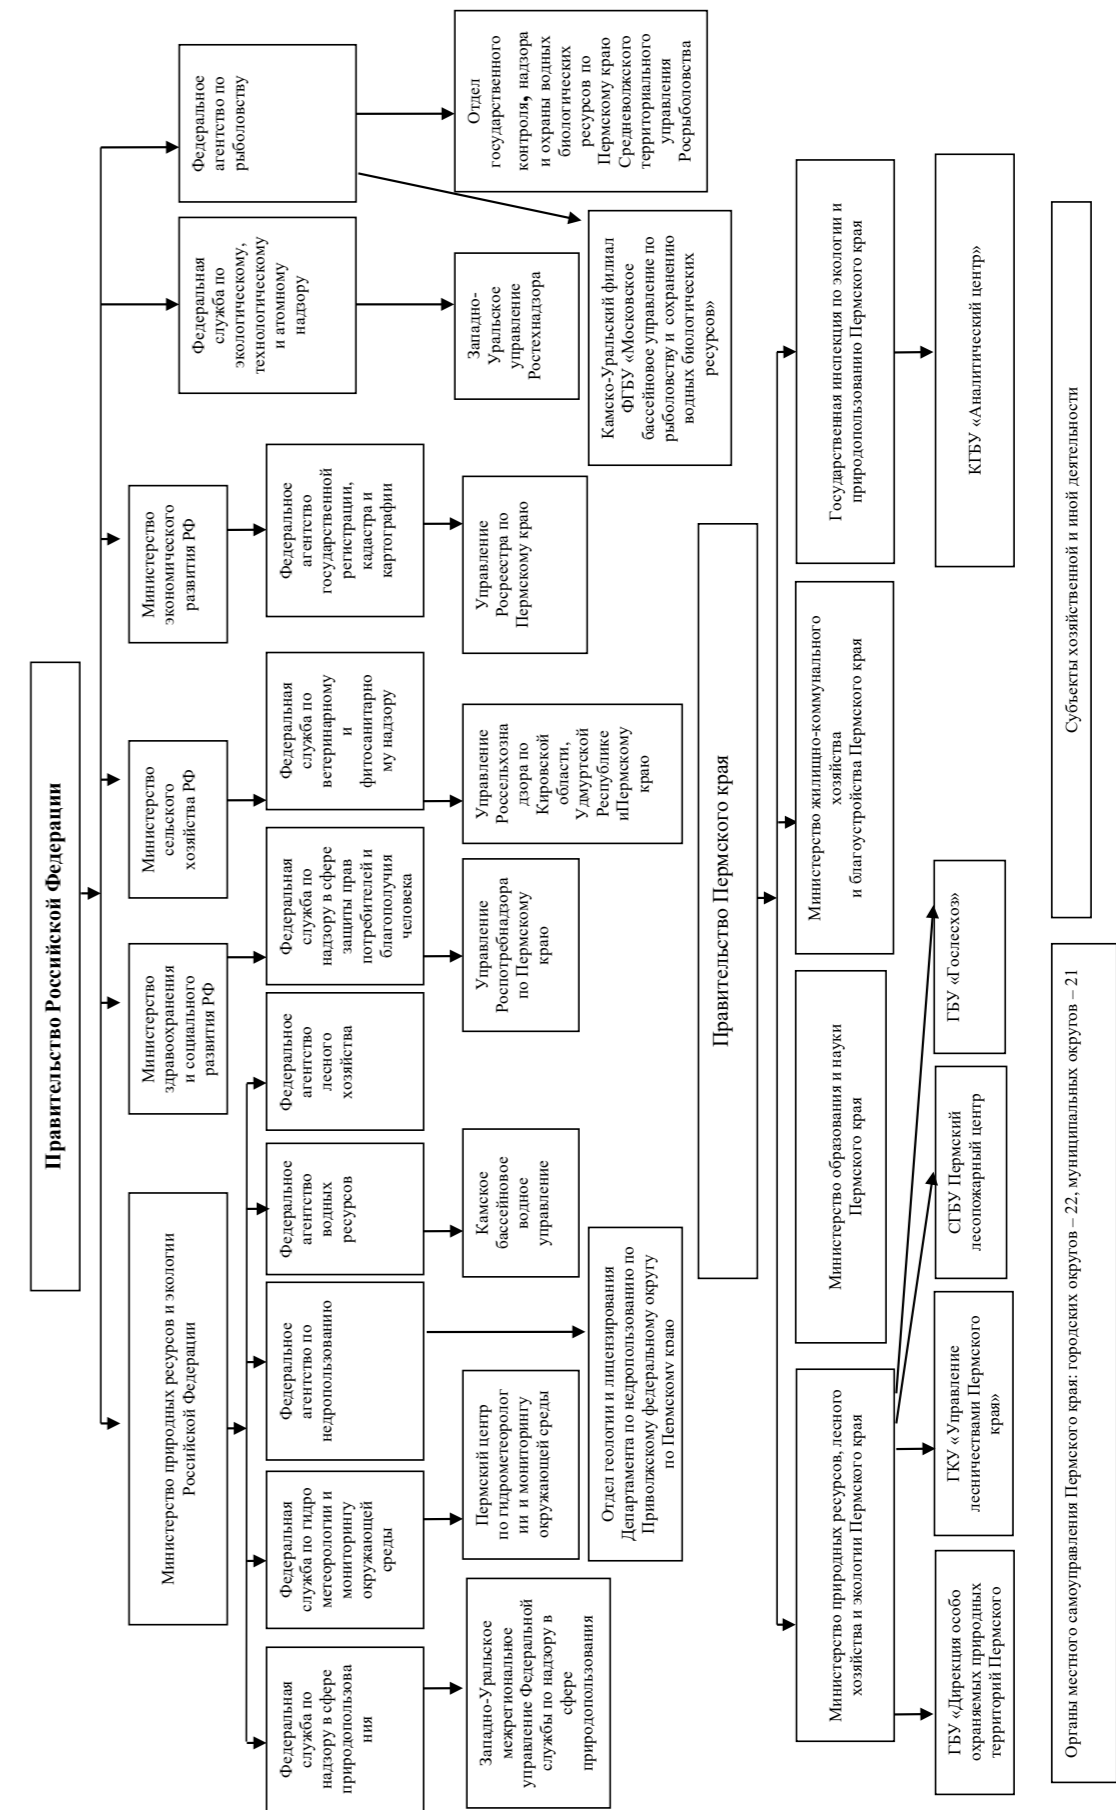 Правительство Российской Федерации
Министерство природных ресурсов и экологии
Российской Федерации
Министерство
здравоохранения
и социального
развития РФ
Министерство
сельского
хозяйства РФ
Министерство
экономического
развития РФ
Федеральная
служба по
экологическому,
технологическому
и атомному
надзору
Федеральное
агентство по
рыболовству
Федеральная
служба по
надзору в сфере
природопользова
ния
Федеральная
служба по гидро
метеорологии и
мониторингу
окружающей
среды
Федеральное
агентство по
недропользованию
Федеральное
агентство
водных
ресурсов
Федеральное
агентство
лесного
хозяйства
Федеральная
служба по
надзору в сфере
защиты прав
потребителей и
благополучия
человека
Федеральная
служба по
ветеринарному
и
фитосанитарно
му надзору
Федеральное
агентство
государственной
регистрации,
кадастра и
картографии
Западно-
Уральское
управление
Ростехнадзора
Отдел
государственного
контроля, надзора
и охраны водных
биологических
ресурсов по
Пермскому краю
Средневолжского
территориального
управления
Росрыболовства
Западно-Уральское
межрегиональное
управление Федеральной
службы по надзору в
сфере
природопользования
Пермский центр
по гидрометеоролог
ии и мониторингу
окружающей среды
Камское
бассейновое
водное
управление
Управление
Роспотребнадзора
по Пермскому
краю
Управление
Россельхозна
дзора по
Кировской
области,
Удмуртской
Республике
иПермскому
краю
Управление
Росреестра по
Пермскому краю
Отдел геологии и лицензирования
Департамента по недропользованию по
Приволжскому федеральному округу
по Пермскому краю
Камско-Уральский филиал
ФГБУ «Московское
бассейновое управление по
рыболовству и сохранению
водных биологических
ресурсов»
Правительство Пермского края
Министерство природных ресурсов, лесного
хозяйства и экологии Пермского края
Министерство образования и науки
Пермского края
Министерство жилищно-коммунального
хозяйства
и благоустройства Пермского края
Государственная инспекция по экологии и
природопользованию Пермского края
ГБУ «Дирекция особо
охраняемых природных
территорий Пермского
ГКУ «Управление
лесничествами Пермского
края»
СГБУ Пермский
лесопожарный центр
ГБУ «Гослесхоз»
КГБУ «Аналитический центр»
Органы местного самоуправления Пермского края: городских округов – 22, муниципальных округов – 21
Субъекты хозяйственной и иной деятельности